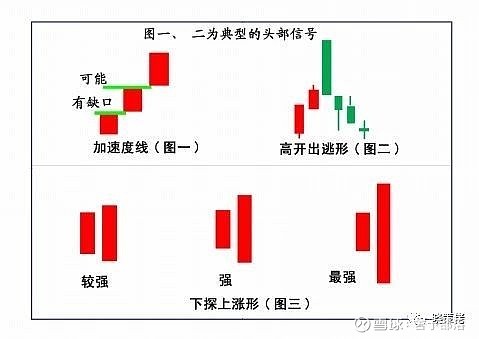 图一、 二为典型的头部信号
可能
有缺口
加速度线（图一）
高开出逃形（图二）
较强
强
最强
下探上涨形（图三）
雪球：